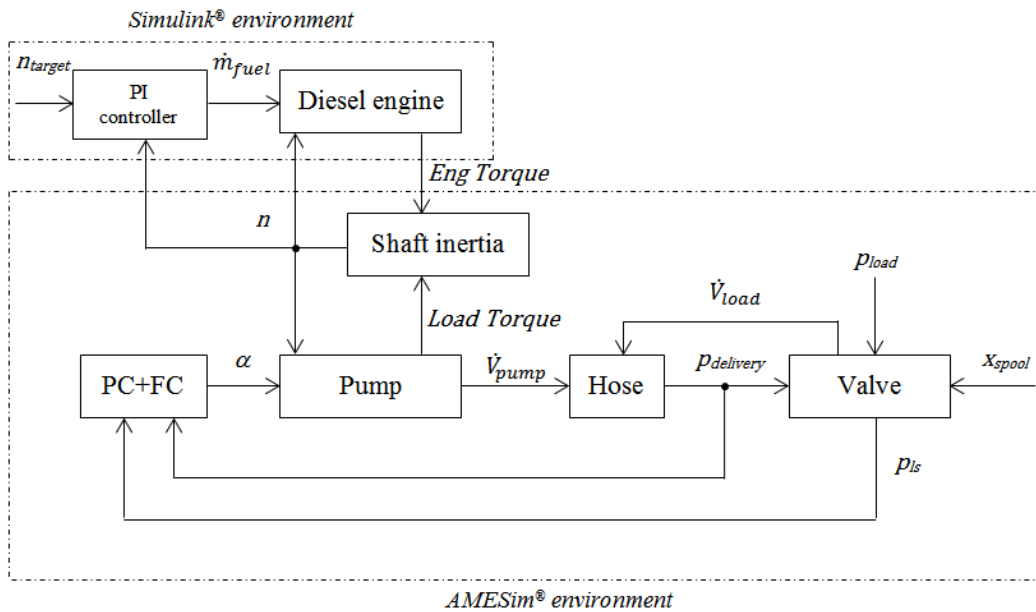 Simulink® environment
n_target
ṁ_fuel
PI
controller
Diesel engine
Eng Torque
n
Shaft inertia
p_load
V̇_load
Load Torque
α
V̇_pump
p_delivery
x_spool
PC+FC
Pump
Hose
Valve
p_ls
AMESim® environment